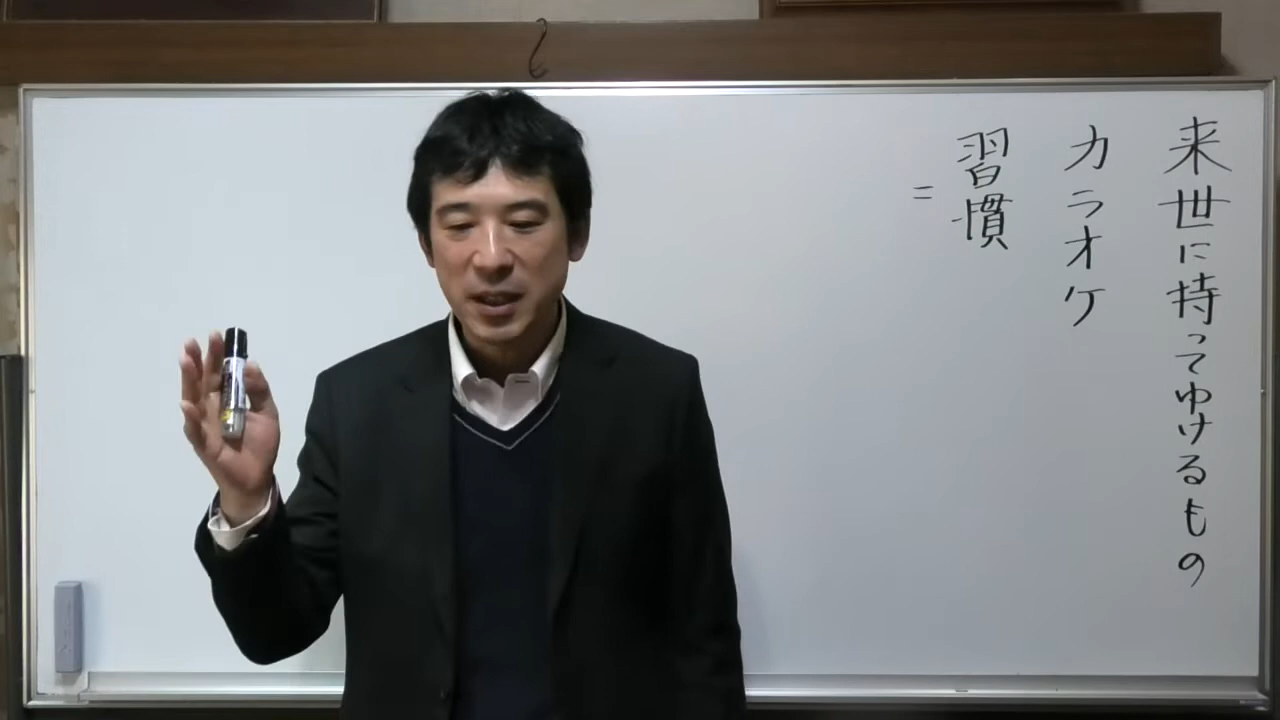 来世に持ってゆけるもの
カラオケ
習慣
=